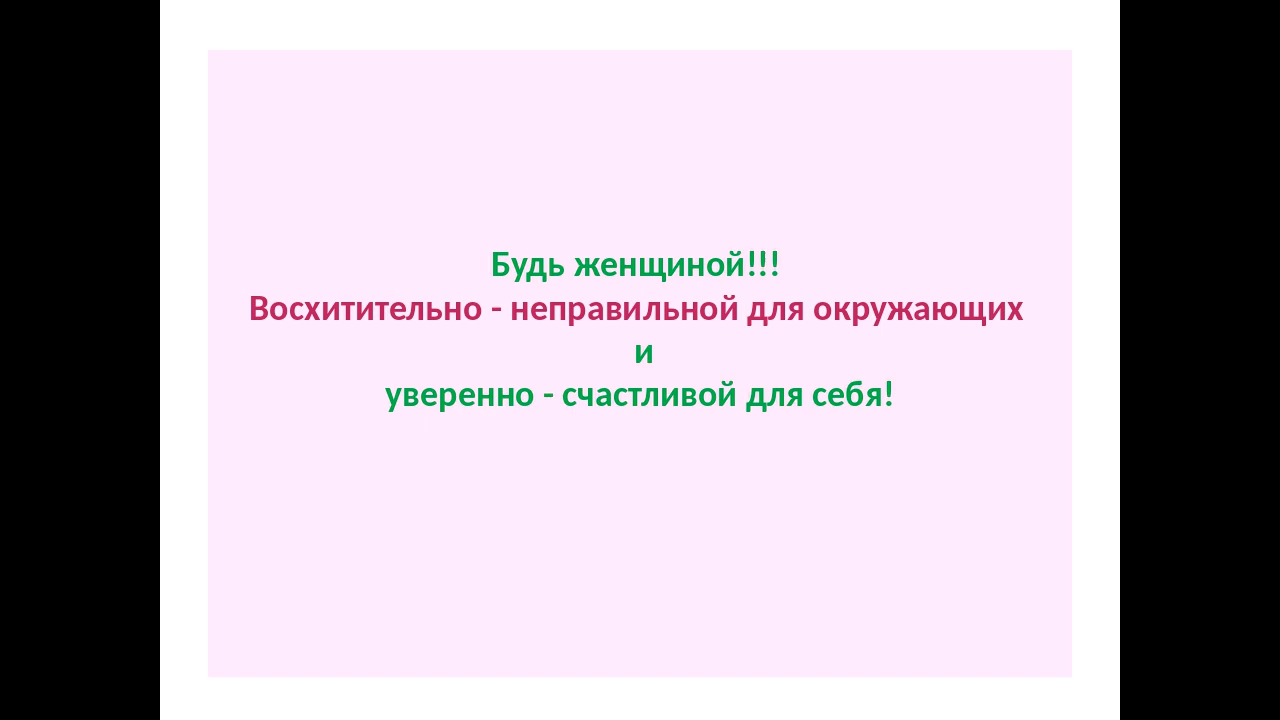 Будь женщиной!!!
Восхитительно - неправильной для окружающих
и
уверенно - счастливой для себя!